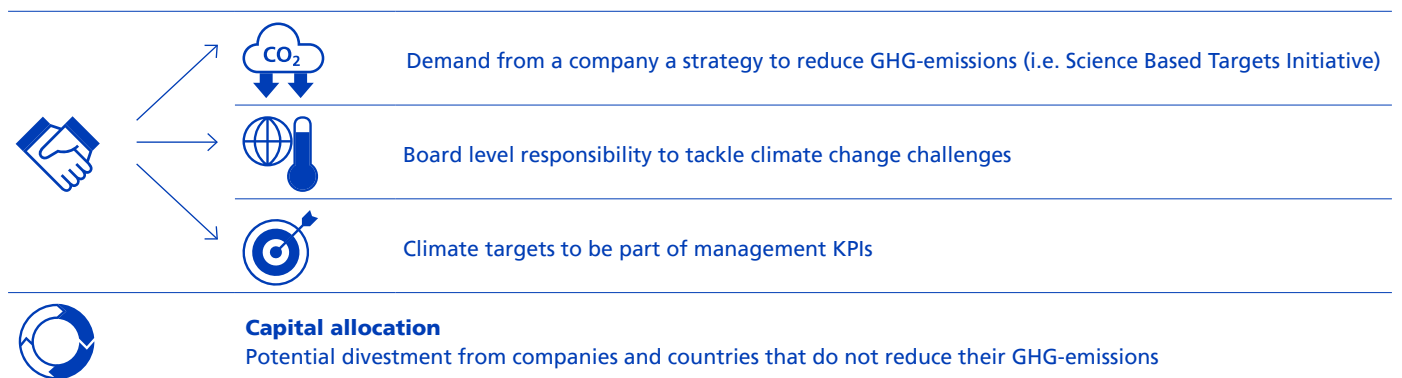 CO₂
Demand from a company a strategy to reduce GHG-emissions (i.e. Science Based Targets Initiative)
Board level responsibility to tackle climate change challenges
Climate targets to be part of management KPIs
Capital allocation
Potential divestment from companies and countries that do not reduce their GHG-emissions